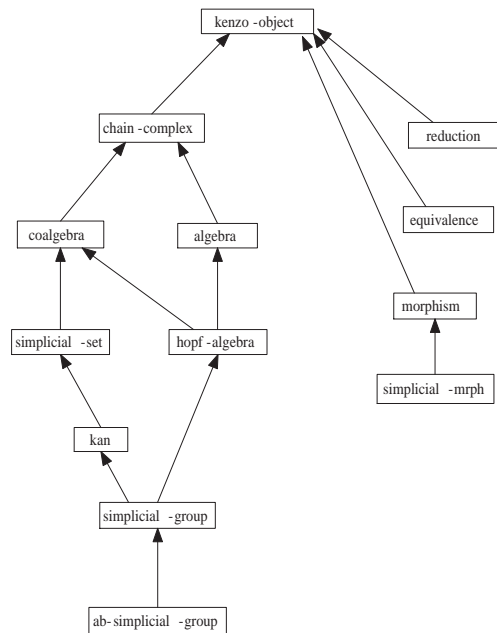 kenzo -object
chain -complex
reduction
coalgebra
algebra
equivalence
morphism
simplicial -set
hopf -algebra
simplicial -mrph
kan
simplicial -group
ab- simplicial -group